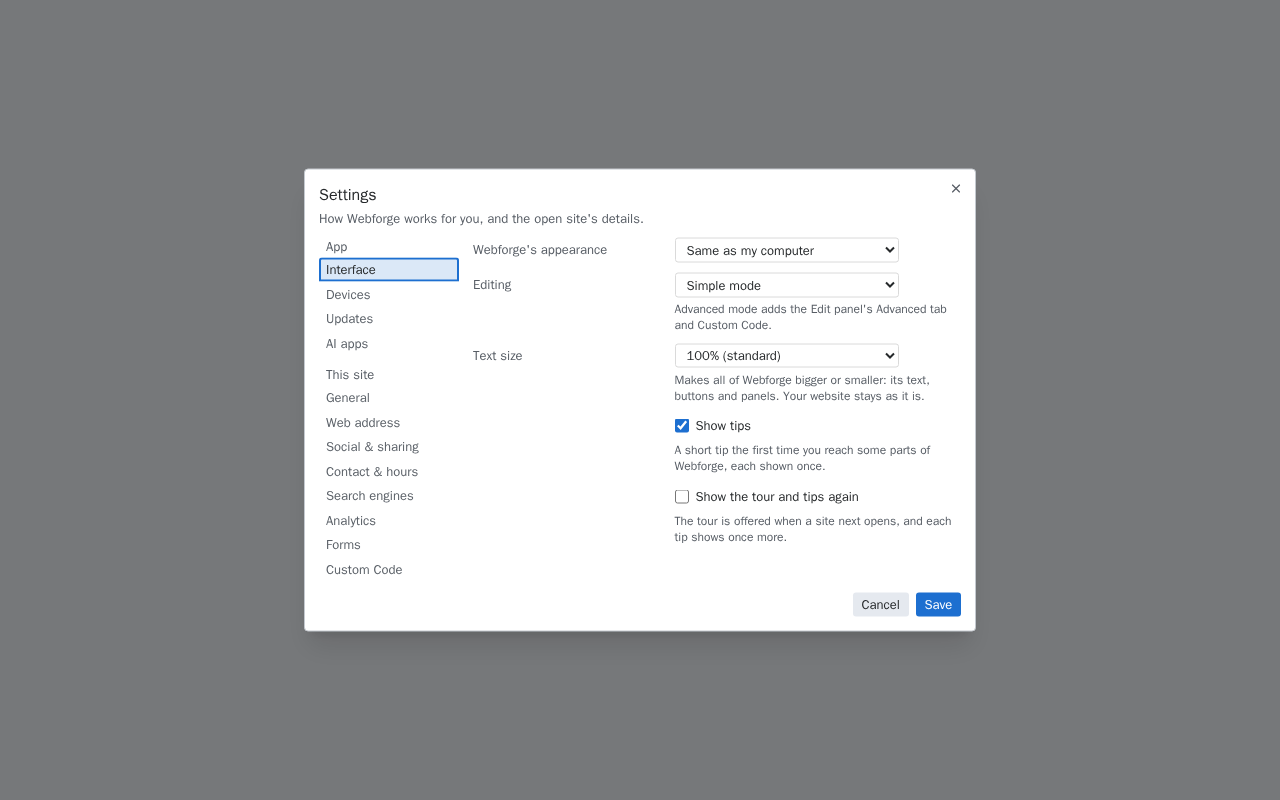 Settings
How Webforge works for you, and the open site's details.
App
Interface
Devices
Updates
AI apps
This site
General
Web address
Social & sharing
Contact & hours
Search engines
Analytics
Forms
Custom Code
Webforge's appearance
Same as my computer
Editing
Simple mode
Advanced mode adds the Edit panel's Advanced tab
and Custom Code.
Text size
100% (standard)
Makes all of Webforge bigger or smaller: its text,
buttons and panels. Your website stays as it is.
Show tips
A short tip the first time you reach some parts of
Webforge, each shown once.
Show the tour and tips again
The tour is offered when a site next opens, and each
tip shows once more.
Cancel
Save